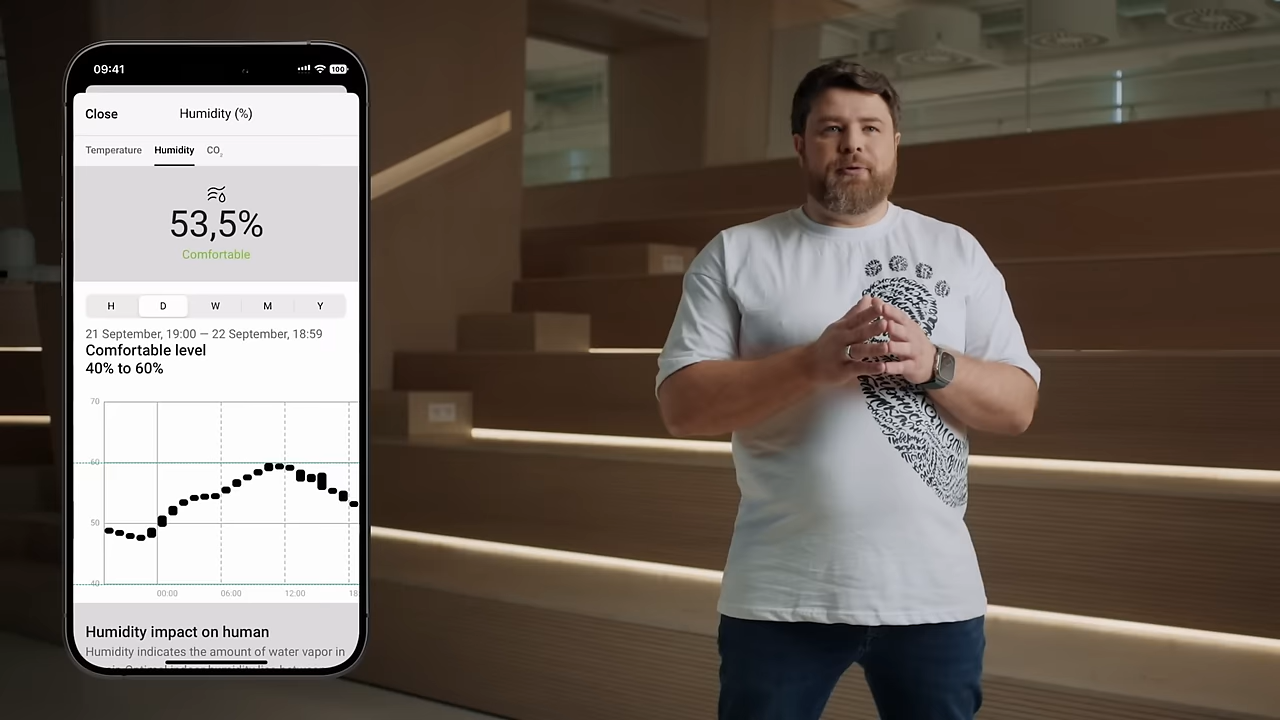 09:41
100
Close
Humidity (%)
Temperature
Humidity
CO₂
53,5%
Comfortable
H
D
W
M
Y
21 September, 19:00 — 22 September, 18:59
Comfortable level
40% to 60%
70
60
50
40
00:00
06:00
12:00
18
Humidity impact on human
Humidity indicates the amount of water vapor in